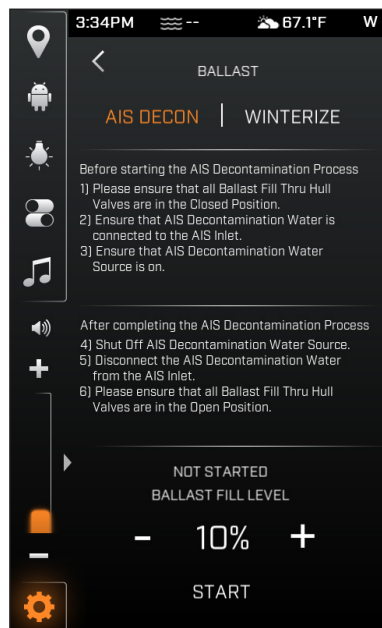 3:34PM -- 67.1°F W
BALLAST
AIS DECON | WINTERIZE
Before starting the AIS Decontamination Process
1) Please ensure that all Ballast Fill Thru Hull
Valves are in the Closed Position.
2) Ensure that AIS Decontamination Water is
connected to the AIS Inlet.
3) Ensure that AIS Decontamination Water
Source is on.
After completing the AIS Decontamination Process
4) Shut Off AIS Decontamination Water Source.
5) Disconnect the AIS Decontamination Water
from the AIS Inlet.
6) Please ensure that all Ballast Fill Thru Hull
Valves are in the Open Position.
NOT STARTED
BALLAST FILL LEVEL
- 10% +
START